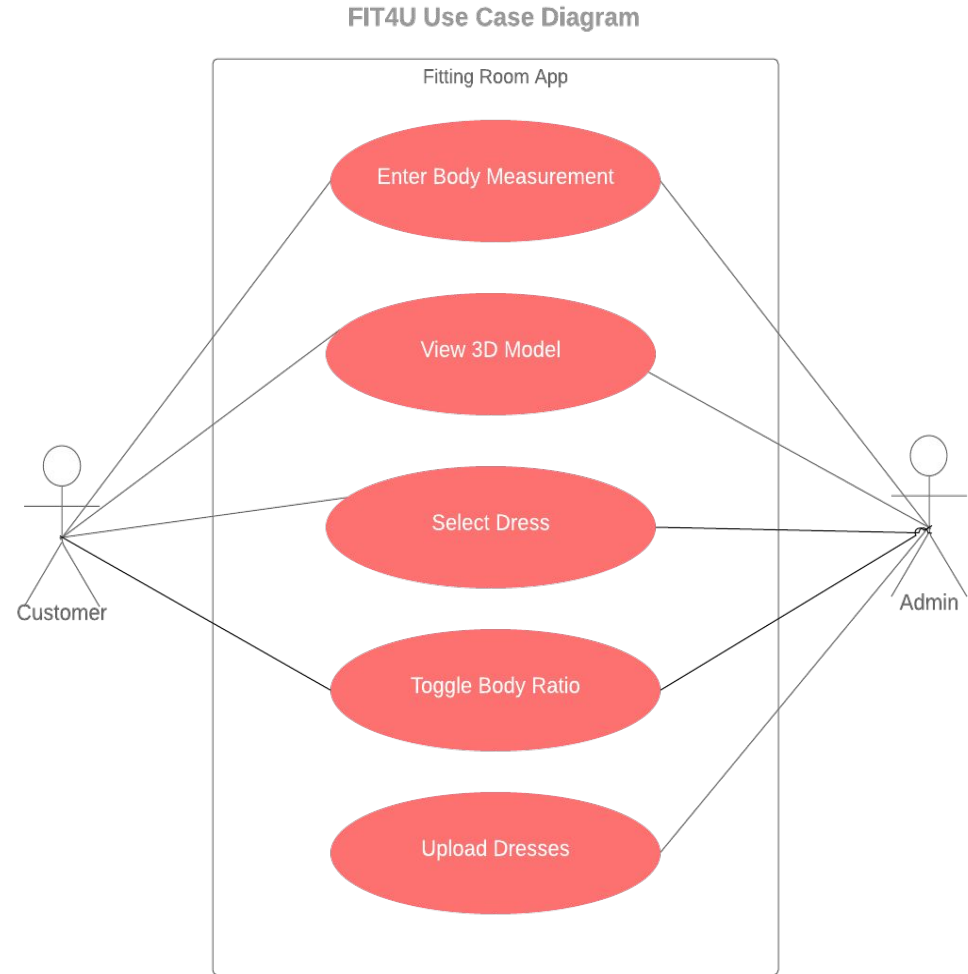 FIT4U Use Case Diagram
Fitting Room App
Enter Body Measurement
View 3D Model
Select Dress
Customer
Admin
Toggle Body Ratio
Upload Dresses